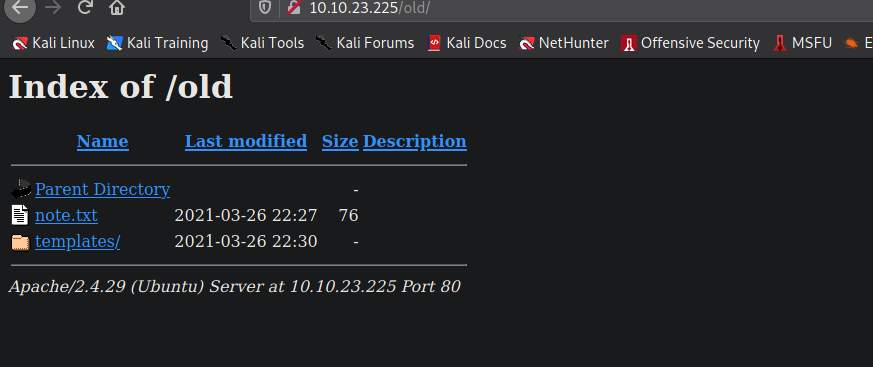 10.10.23.225/old/
Kali Linux Kali Training Kali Tools Kali Forums Kali Docs NetHunter Offensive Security MSFU E
Index of /old
Name Last modified Size Description
Parent Directory -
note.txt 2021-03-26 22:27 76
templates/ 2021-03-26 22:30 -
Apache/2.4.29 (Ubuntu) Server at 10.10.23.225 Port 80